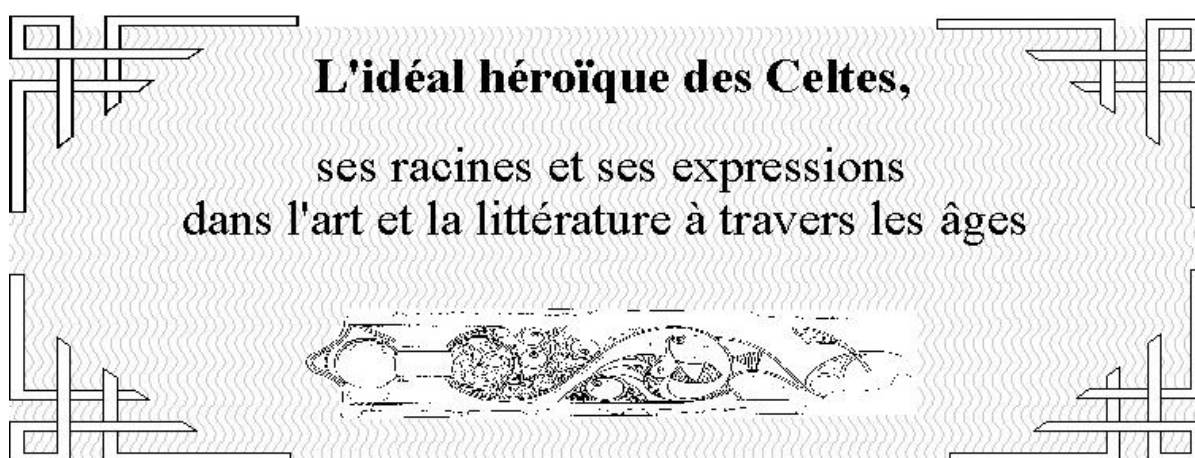 L'idéal héroïque des Celtes,
ses racines et ses expressions
dans l'art et la littérature à travers les âges